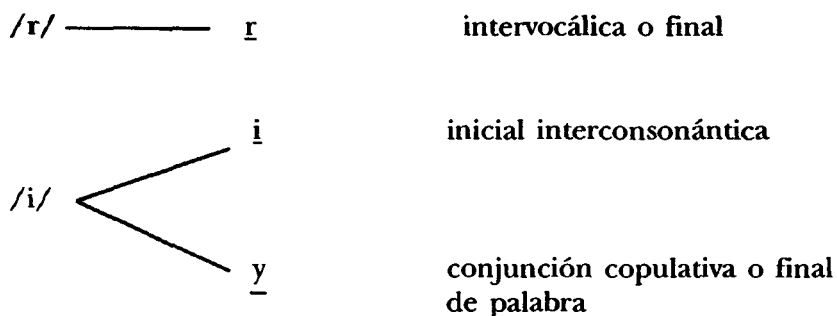 /r/ r intervocálica o final
i inicial interconsonántica
/i/
y conjunción copulativa o final
de palabra